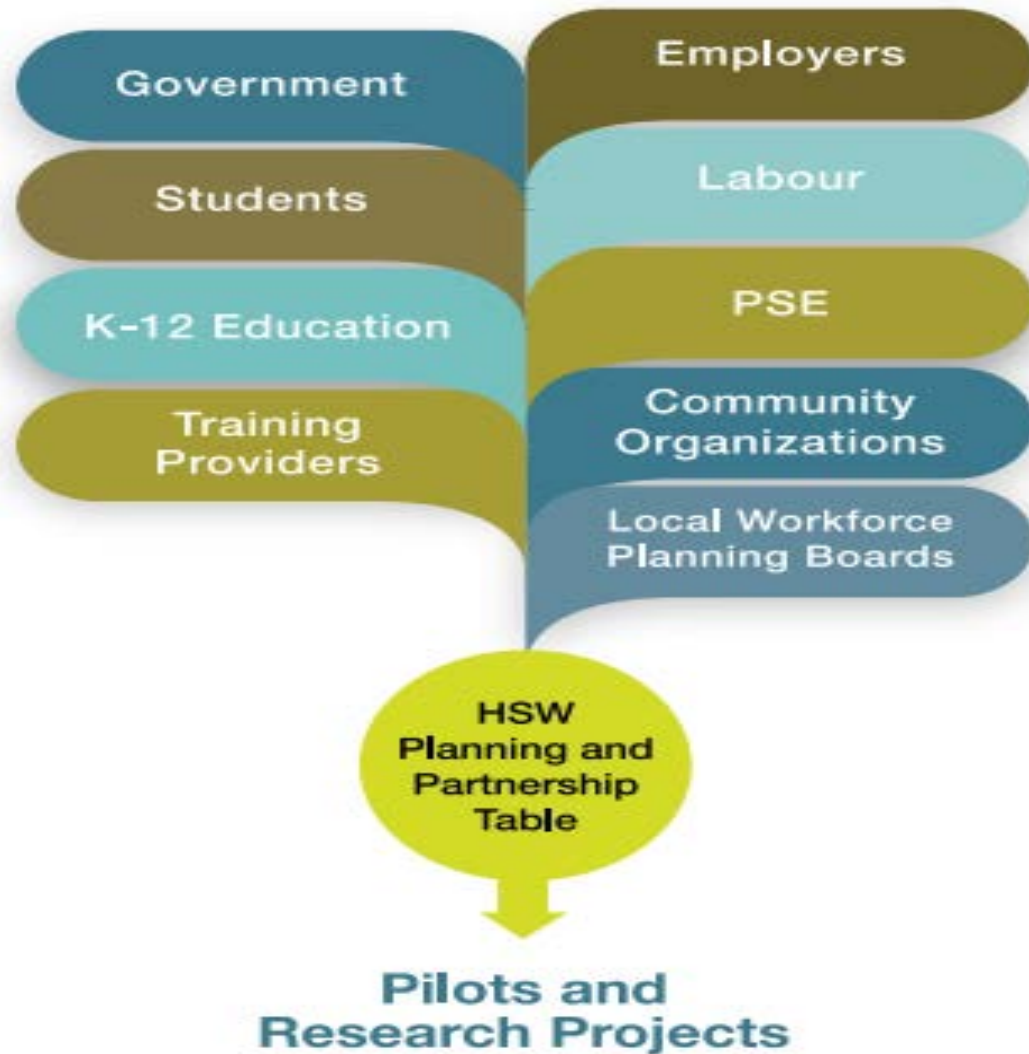 Government
Employers
Students
Labour
K-12 Education
PSE
Training
Providers
Community
Organizations
Local Workforce
Planning Boards
HSW
Planning and
Partnership
Table
Pilots and
Research Projects